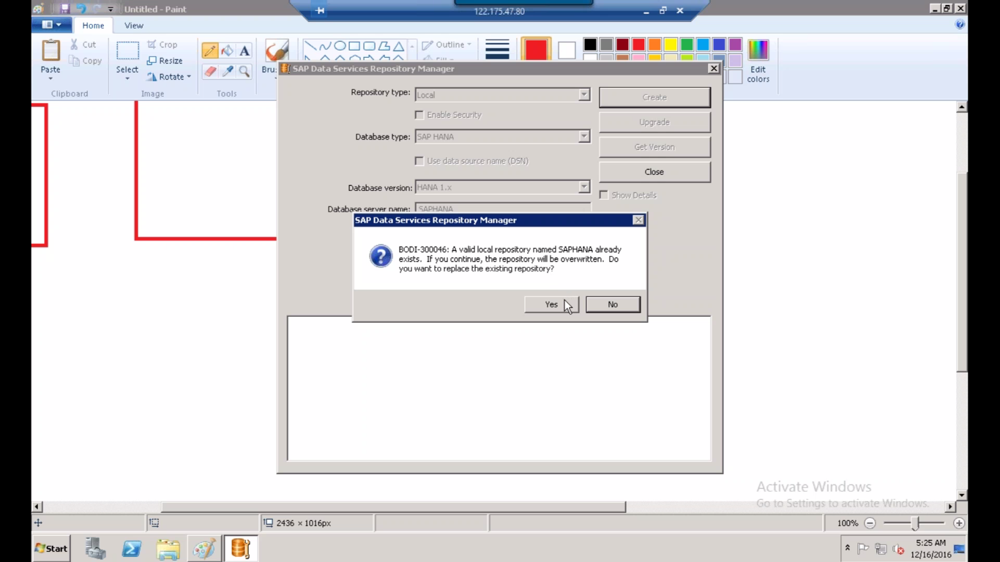 Untitled - Paint
122.175.47.80
Home
View
Cut
Copy
Paste
Clipboard
Crop
Resize
Rotate
Select
Image
Tools
Outline
Edit
colors
SAP Data Services Repository Manager
Repository type:
Local
Create
Enable Security
Upgrade
Database type:
SAP HANA
Get Version
Use data source name (DSN)
Close
Database version:
HANA 1.x
Show Details
Database server name:
SAPHANA
SAP Data Services Repository Manager
BODI-300046: A valid local repository named SAPHANA already
exists. If you continue, the repository will be overwritten. Do
you want to replace the existing repository?
Yes
No
Activate Windows
Go to Settings to activate Windows.
2436 × 1016px
100%
Start
5:25 AM
12/16/2016